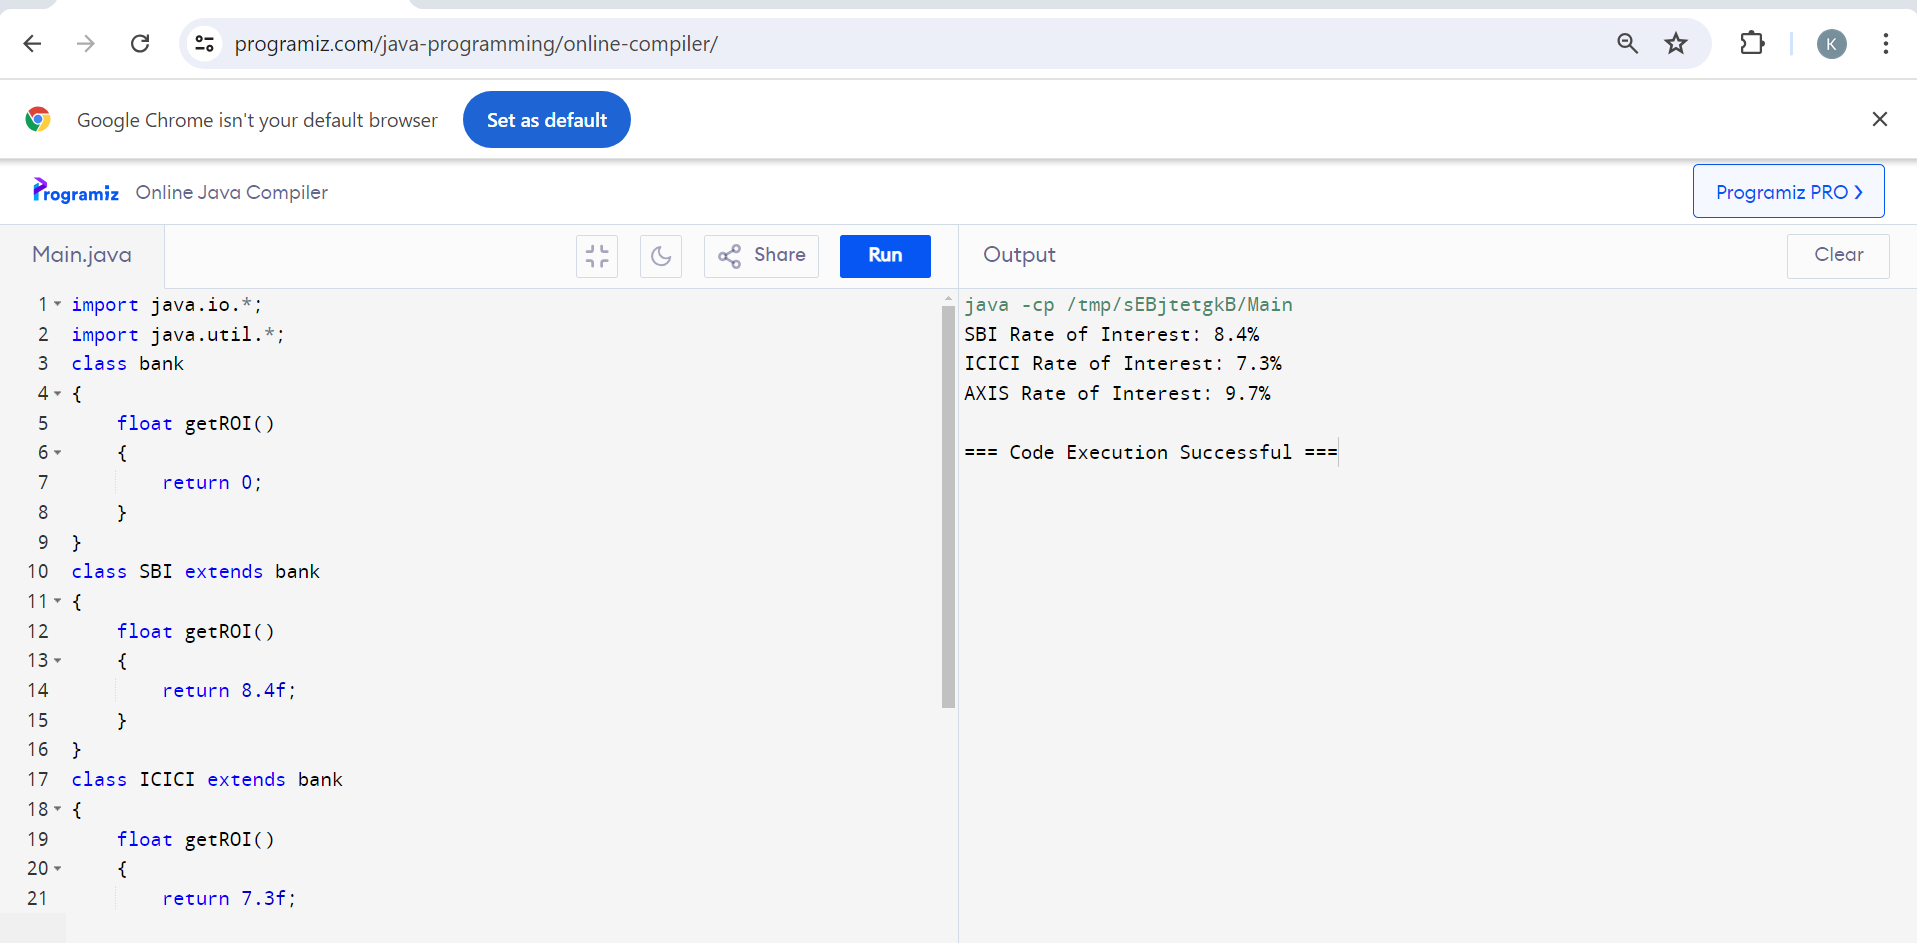 programiz.com/java-programming/online-compiler/
K
Google Chrome isn't your default browser
Set as default
Programiz Online Java Compiler
Programiz PRO
Main.java
Share
Run
Output
Clear
1 import java.io.*;
2 import java.util.*;
3 class bank
4 {
5     float getROI()
6     {
7         return 0;
8     }
9 }
10 class SBI extends bank
11 {
12     float getROI()
13     {
14         return 8.4f;
15     }
16 }
17 class ICICI extends bank
18 {
19     float getROI()
20     {
21         return 7.3f;
java -cp /tmp/sEBjtetgkB/Main
SBI Rate of Interest: 8.4%
ICICI Rate of Interest: 7.3%
AXIS Rate of Interest: 9.7%
=== Code Execution Successful ===